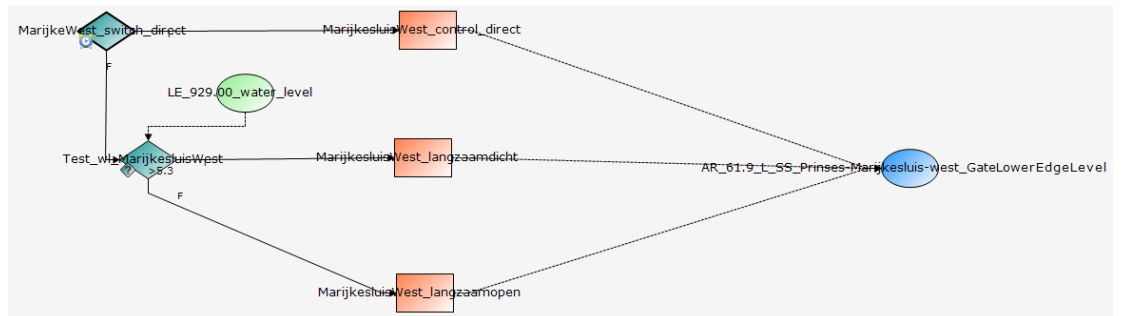 MarijkeWest_switch_direct
MarijkesluisWest_control_direct
F
LE_929.00_water_level
Test_wl_MarijkesluisWest
>5.3
MarijkesluisWest_langzaamdicht
AR_61.9_L_SS_Prinses-Marijkesluis-west_GateLowerEdgeLevel
F
MarijkesluisWest_langzaamopen